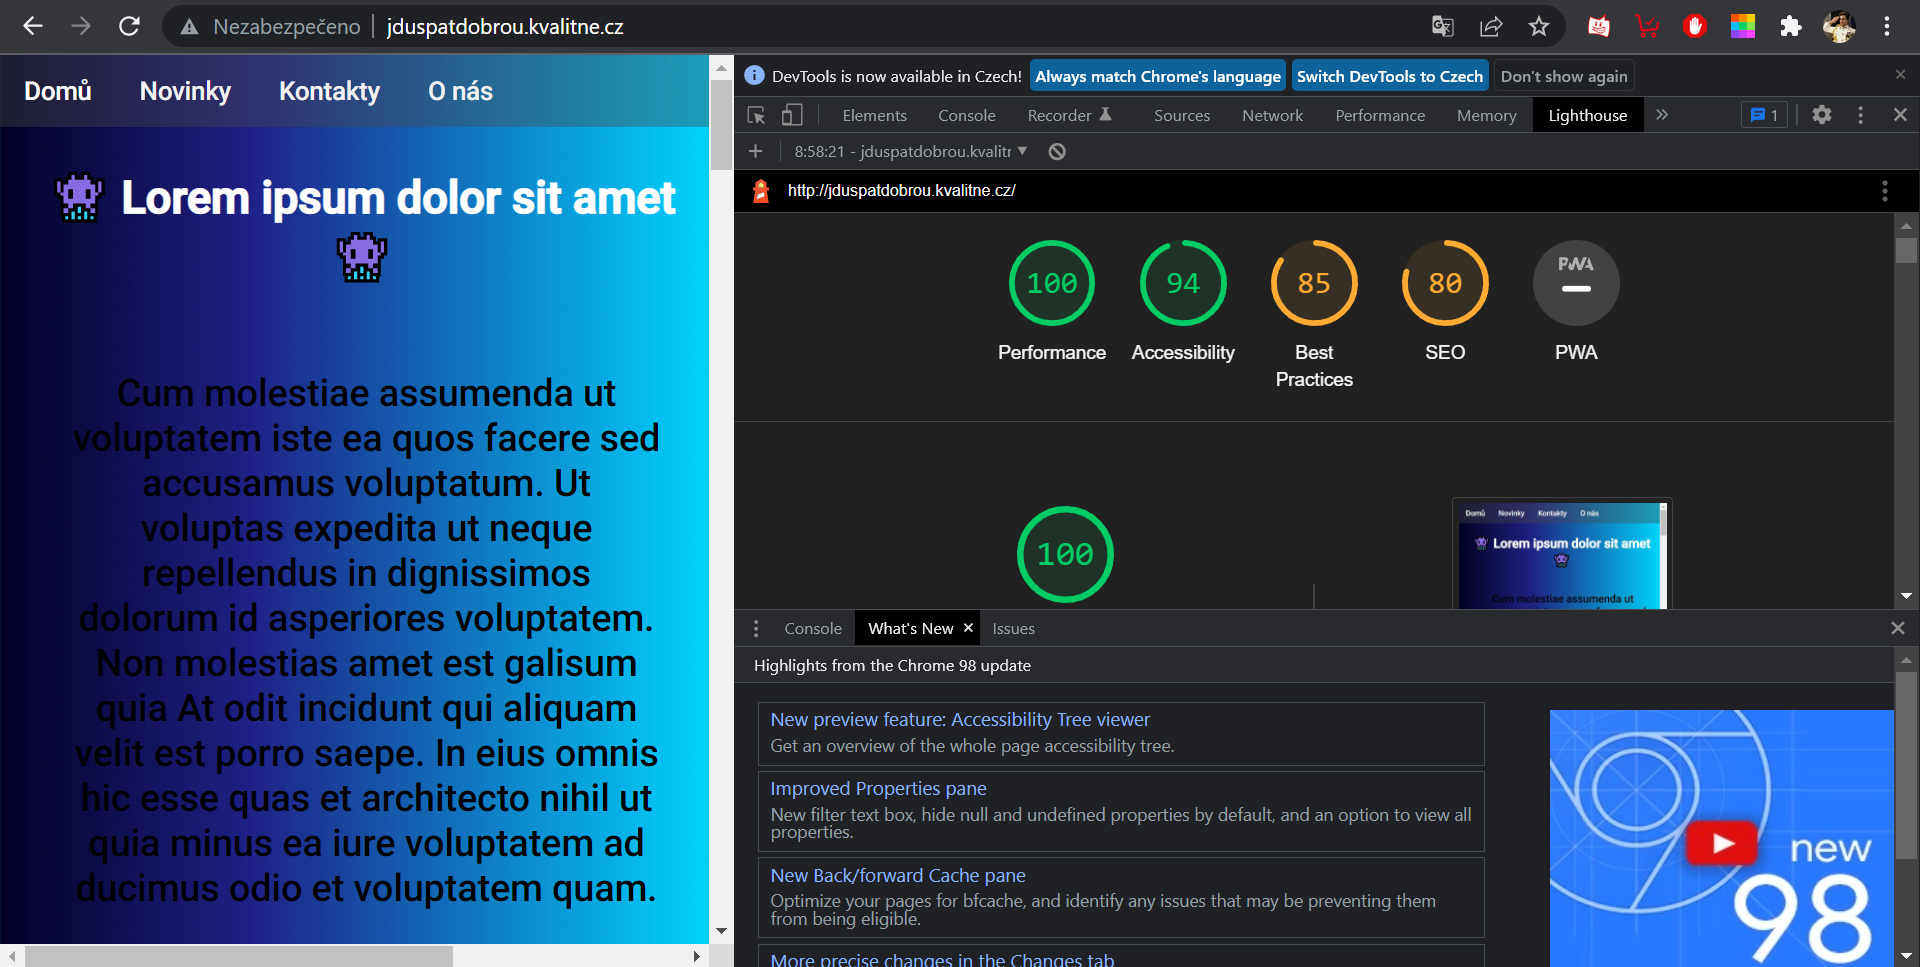 Nezabezpečeno
jduspatdobrou.kvalitne.cz
Domů Novinky Kontakty O nás
Lorem ipsum dolor sit amet
Cum molestiae assumenda ut
voluptatem iste ea quos facere sed
accusamus voluptatum. Ut
voluptas expedita ut neque
repellendus in dignissimos
dolorum id asperiores voluptatem.
Non molestias amet est galisum
quia At odit incidunt qui aliquam
velit est porro saepe. In eius omnis
hic esse quas et architecto nihil ut
quia minus ea iure voluptatem ad
ducimus odio et voluptatem quam.
DevTools is now available in Czech! Always match Chrome's language Switch DevTools to Czech Don't show again
Elements Console Recorder Sources Network Performance Memory Lighthouse 1
8:58:21 - jduspatdobrou.kvalitr
http://jduspatdobrou.kvalitne.cz/
100 94 85 80 PWA
Performance Accessibility Best Practices SEO PWA
100
Domů Novinky Kontakty O nás
Lorem ipsum dolor sit amet
Cum molestiae assumenda ut
Console What's New Issues
Highlights from the Chrome 98 update
New preview feature: Accessibility Tree viewer
Get an overview of the whole page accessibility tree.
Improved Properties pane
New filter text box, hide null and undefined properties by default, and an option to view all
properties.
New Back/forward Cache pane
Optimize your pages for bfcache, and identify any issues that may be preventing them
from being eligible.
More precise changes in the Changes tab
new
98